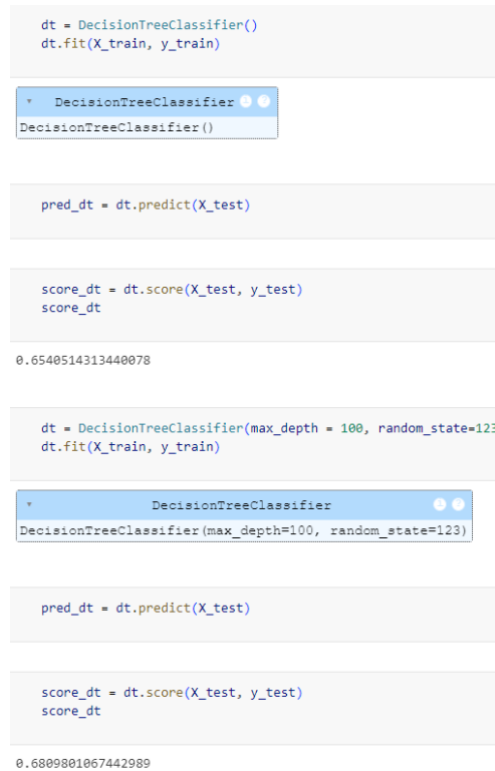 dt = DecisionTreeClassifier()
dt.fit(X_train, y_train)
DecisionTreeClassifier
DecisionTreeClassifier()
pred_dt = dt.predict(X_test)
score_dt = dt.score(X_test, y_test)
score_dt
0.6540514313440078
dt = DecisionTreeClassifier(max_depth = 100, random_state=123
dt.fit(X_train, y_train)
DecisionTreeClassifier
DecisionTreeClassifier(max_depth=100, random_state=123)
pred_dt = dt.predict(X_test)
score_dt = dt.score(X_test, y_test)
score_dt
0.6809801067442989